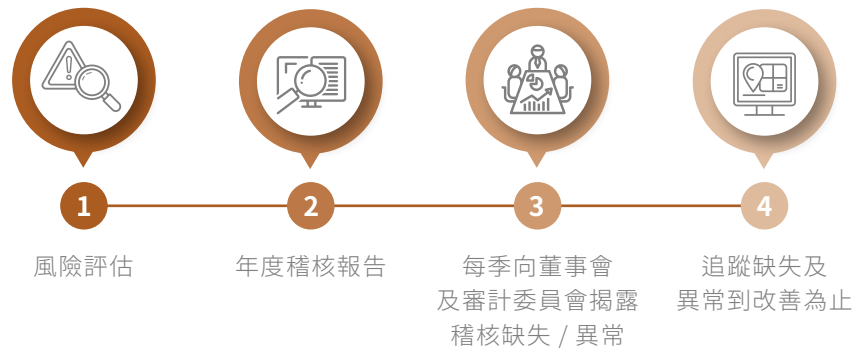 1
2
3
4
風險評估
年度稽核報告
每季向董事會
及審計委員會揭露
稽核缺失 / 異常
追蹤缺失及
異常到改善為止